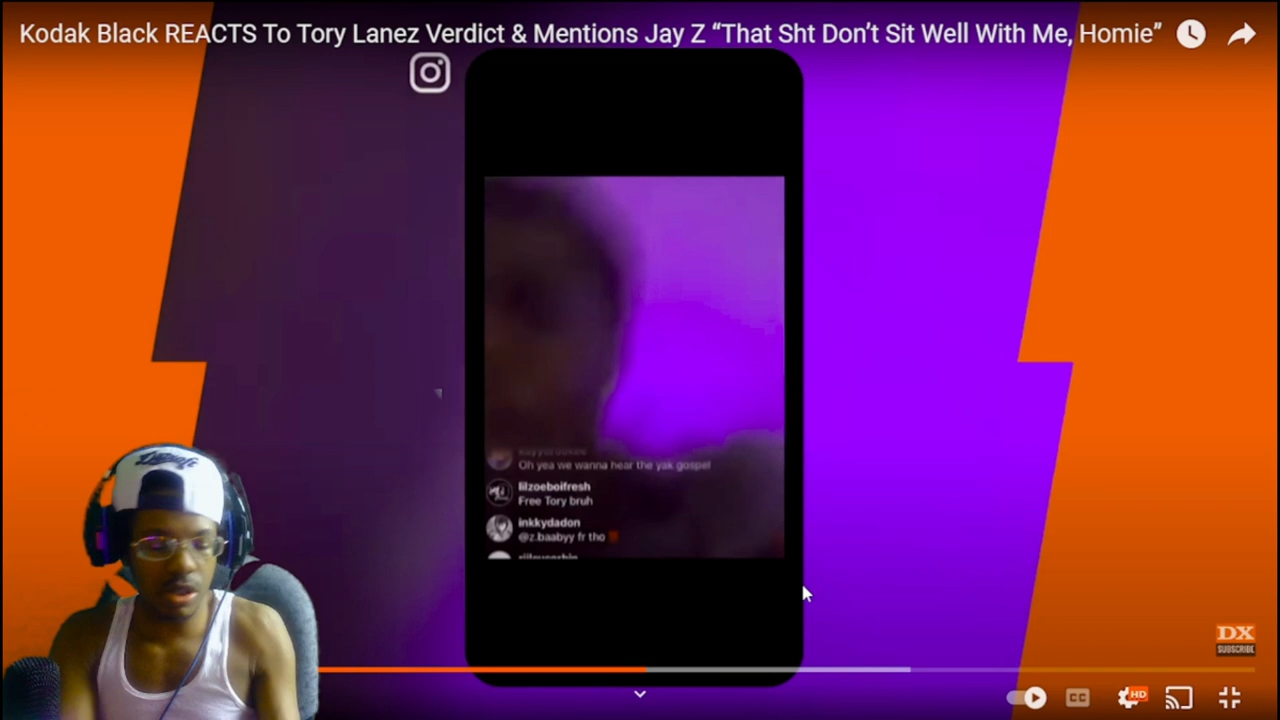 Kodak Black REACTS To Tory Lanez Verdict & Mentions Jay Z “That Sht Don’t Sit Well With Me, Homie”
Oh yea we wanna hear the yak gospel
lilzoeboifresh
Free Tory bruh
inkkydadon
@z.baabyy fr tho
DX
SUBSCRIBE
CC
HD